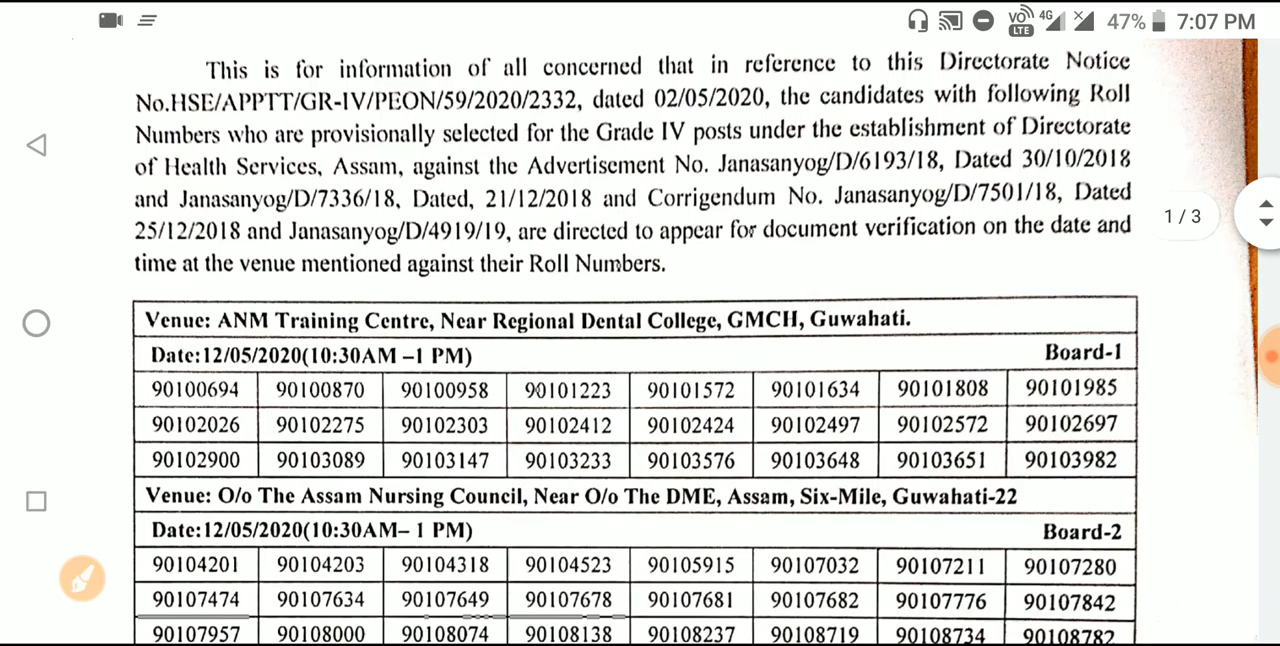 VO
LTE
4G
47%
7:07 PM
This is for information of all concerned that in reference to this Directorate Notice
No.HSE/APPTT/GR-IV/PEON/59/2020/2332, dated 02/05/2020, the candidates with following Roll
Numbers who are provisionally selected for the Grade IV posts under the establishment of Directorate
of Health Services, Assam, against the Advertisement No. Janasanyog/D/6193/18, Dated 30/10/2018
and Janasanyog/D/7336/18, Dated, 21/12/2018 and Corrigendum No. Janasanyog/D/7501/18, Dated
25/12/2018 and Janasanyog/D/4919/19, are directed to appear for document verification on the date and
time at the venue mentioned against their Roll Numbers.
1 / 3
Venue: ANM Training Centre, Near Regional Dental College, GMCH, Guwahati.
Date:12/05/2020(10:30AM –1 PM) Board-1
90100694 90100870 90100958 90101223 90101572 90101634 90101808 90101985
90102026 90102275 90102303 90102412 90102424 90102497 90102572 90102697
90102900 90103089 90103147 90103233 90103576 90103648 90103651 90103982
Venue: O/o The Assam Nursing Council, Near O/o The DME, Assam, Six-Mile, Guwahati-22
Date:12/05/2020(10:30AM– 1 PM) Board-2
90104201 90104203 90104318 90104523 90105915 90107032 90107211 90107280
90107474 90107634 90107649 90107678 90107681 90107682 90107776 90107842
90107957 90108000 90108074 90108138 90108237 90108719 90108734 90108782